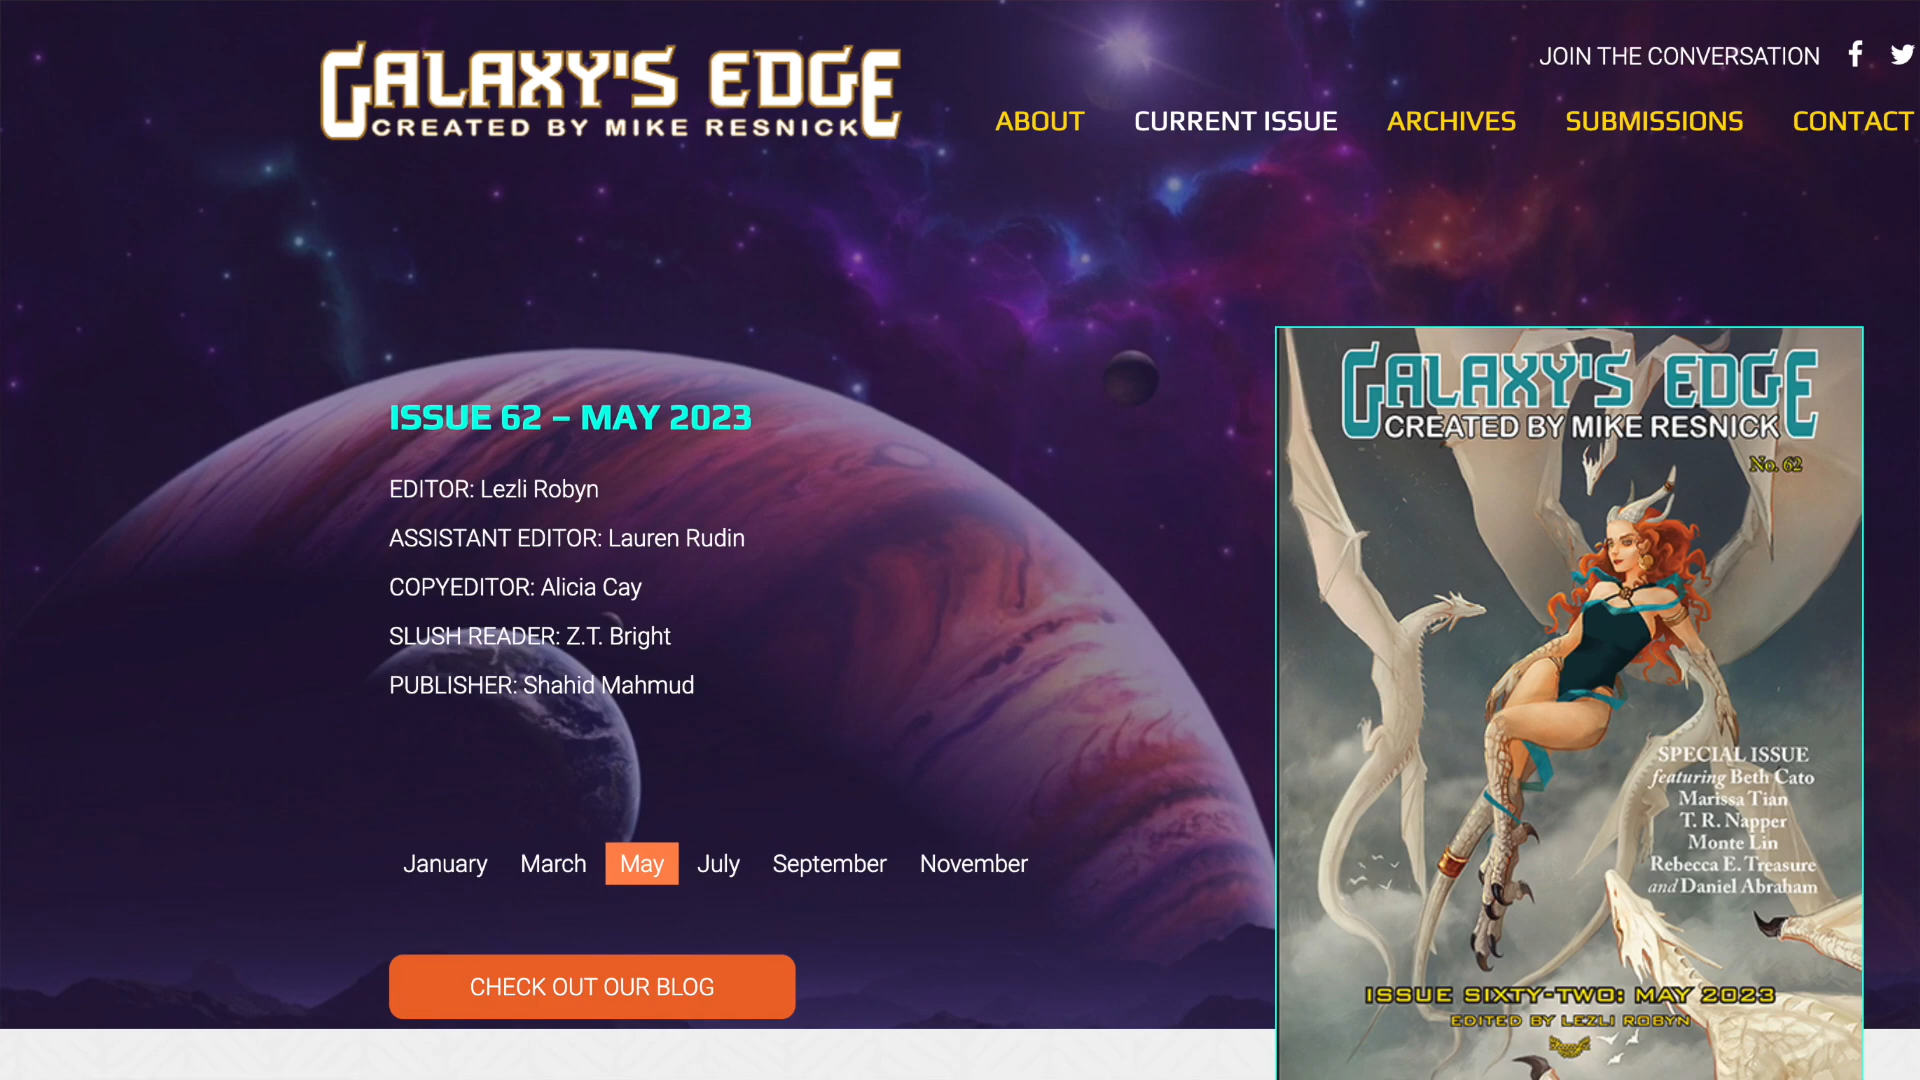 GALAXY'S EDGE
CREATED BY MIKE RESNICK
JOIN THE CONVERSATION
ABOUT CURRENT ISSUE ARCHIVES SUBMISSIONS CONTACT
ISSUE 62 – MAY 2023
EDITOR: Lezli Robyn
ASSISTANT EDITOR: Lauren Rudin
COPYEDITOR: Alicia Cay
SLUSH READER: Z.T. Bright
PUBLISHER: Shahid Mahmud
January March May July September November
CHECK OUT OUR BLOG
GALAXY'S EDGE
CREATED BY MIKE RESNICK
No. 62
SPECIAL ISSUE
featuring Beth Cato
Marissa Tian
T. R. Napper
Monte Lin
Rebecca E. Treasure
and Daniel Abraham
ISSUE SIXTY-TWO: MAY 2023
EDITED BY LEZLI ROBYN